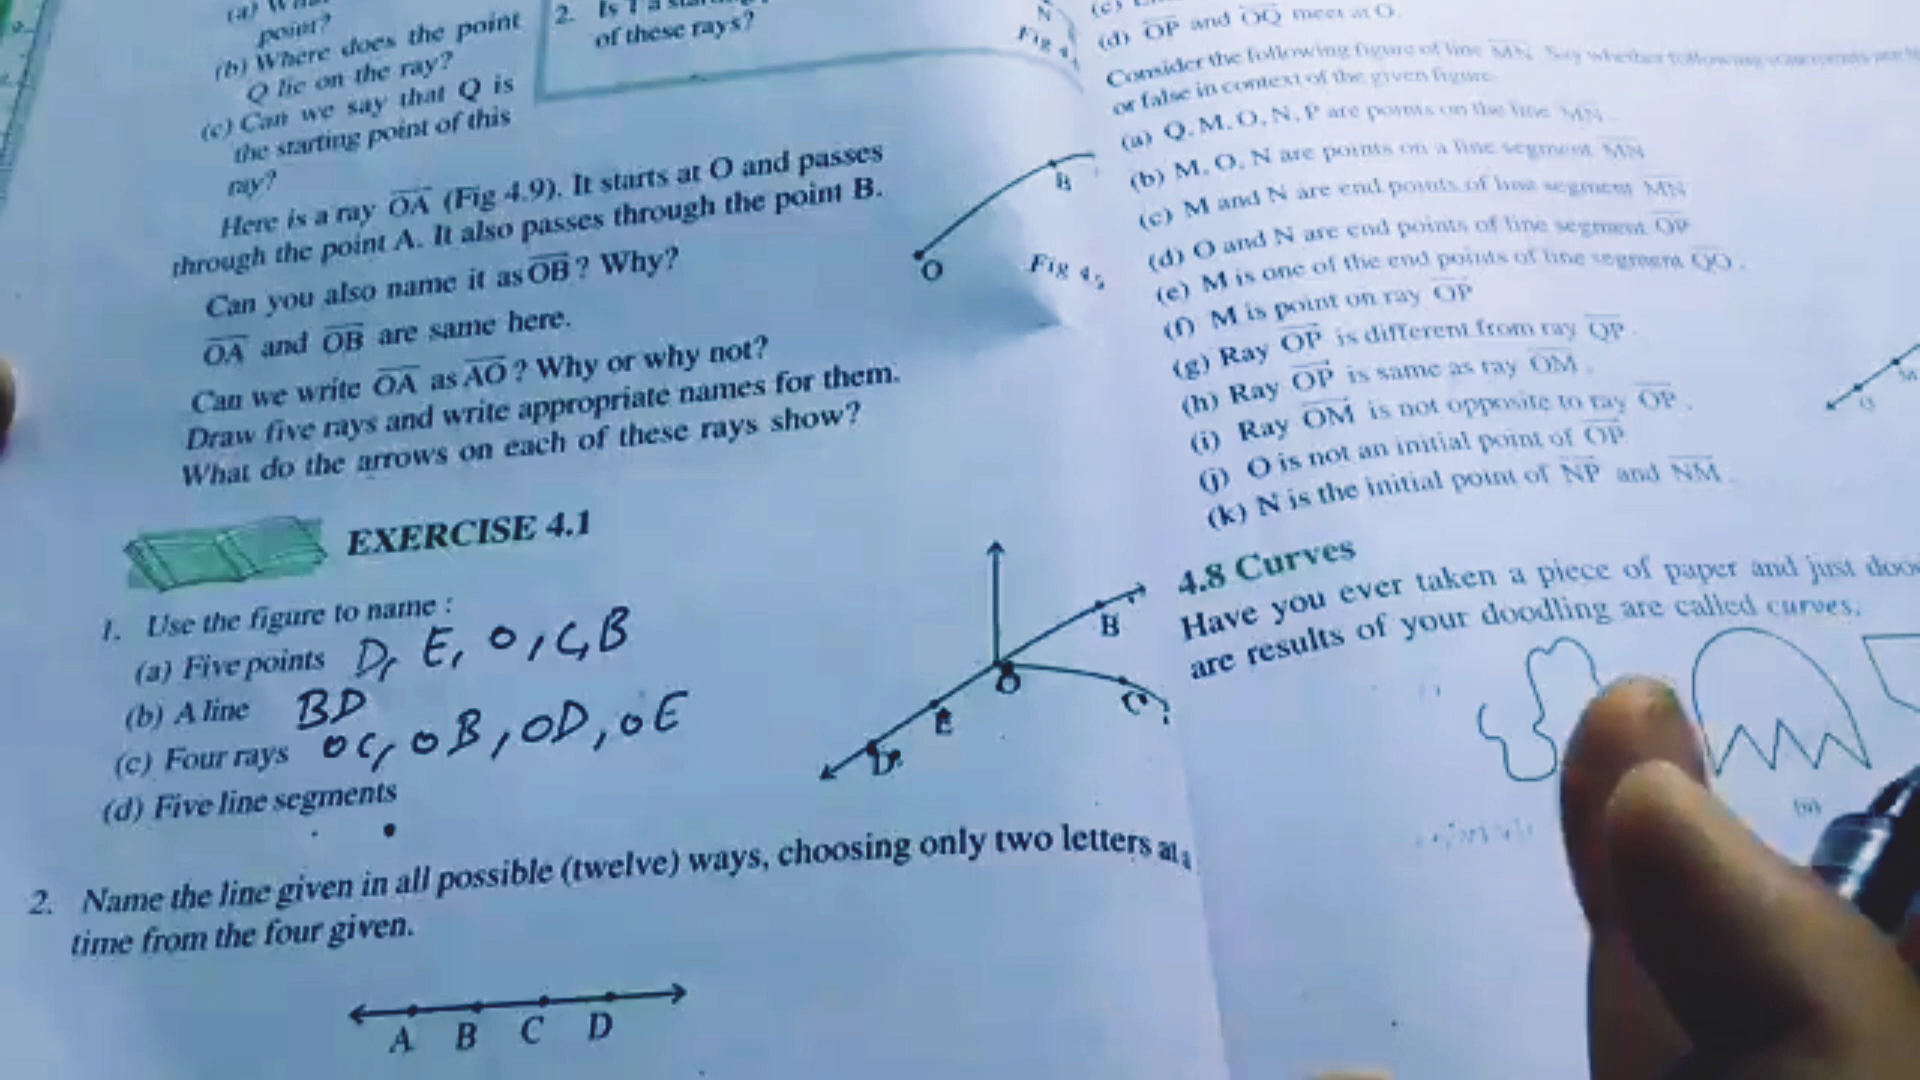 point?
(b) Where does the point
Q lie on the ray?
(c) Can we say that Q is
the starting point of this
ray?
2. Is
of these rays?
Here is a ray OA (Fig 4.9). It starts at O and passes
through the point A. It also passes through the point B.
Can you also name it as OB ? Why?
OA and OB are same here.
Can we write OA as AO ? Why or why not?
Draw five rays and write appropriate names for them.
What do the arrows on each of these rays show?
B
O
Fig 4.
EXERCISE 4.1
1. Use the figure to name :
(a) Five points D, E, O, C, B
(b) A line BD
(c) Four rays OC, OB, OD, OE
(d) Five line segments
B
O
C
E
D
2. Name the line given in all possible (twelve) ways, choosing only two letters at a
time from the four given.
A B C D
N
Fig 4.
(d) OP and OQ meet at O.
Consider the following figure of line MN. Say whether following statements are
or false in context of the given figure.
(a) Q, M, O, N, P are points on the line MN.
(b) M, O, N are points on a line segment MN
(c) M and N are end points of line segment MN
(d) O and N are end points of line segment OP
(e) M is one of the end points of line segment QO.
(f) M is point on ray OP
(g) Ray OP is different from ray QP.
(h) Ray OP is same as ray OM.
(i) Ray OM is not opposite to ray OP.
(j) O is not an initial point of OP
(k) N is the initial point of NP and NM.
4.8 Curves
Have you ever taken a piece of paper and just
are results of your doodling are called curves.